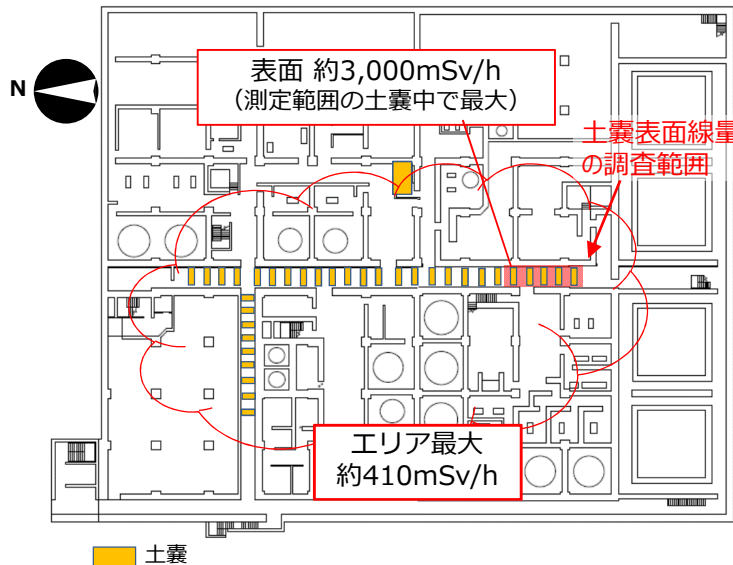 N
表面 約3,000mSv/h
（測定範囲の土嚢中で最大）
土嚢表面線量
の調査範囲
エリア最大
約410mSv/h
土嚢